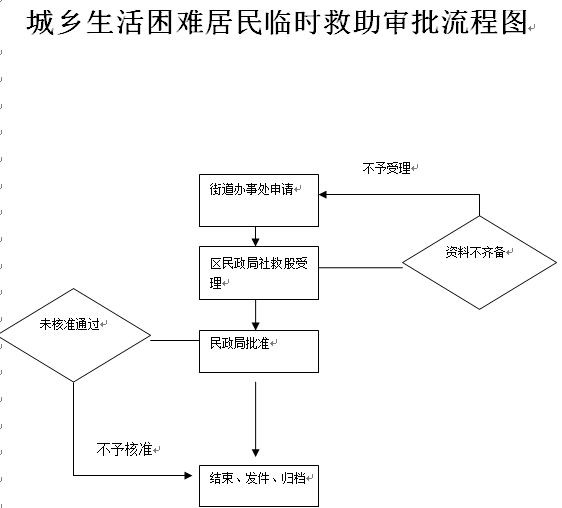 城乡生活困难居民临时救助审批流程图
不予受理
街道办事处申请
资料不齐备
区民政局社救股受
理
未核准通过
民政局批准
不予核准
结束、发件、归档